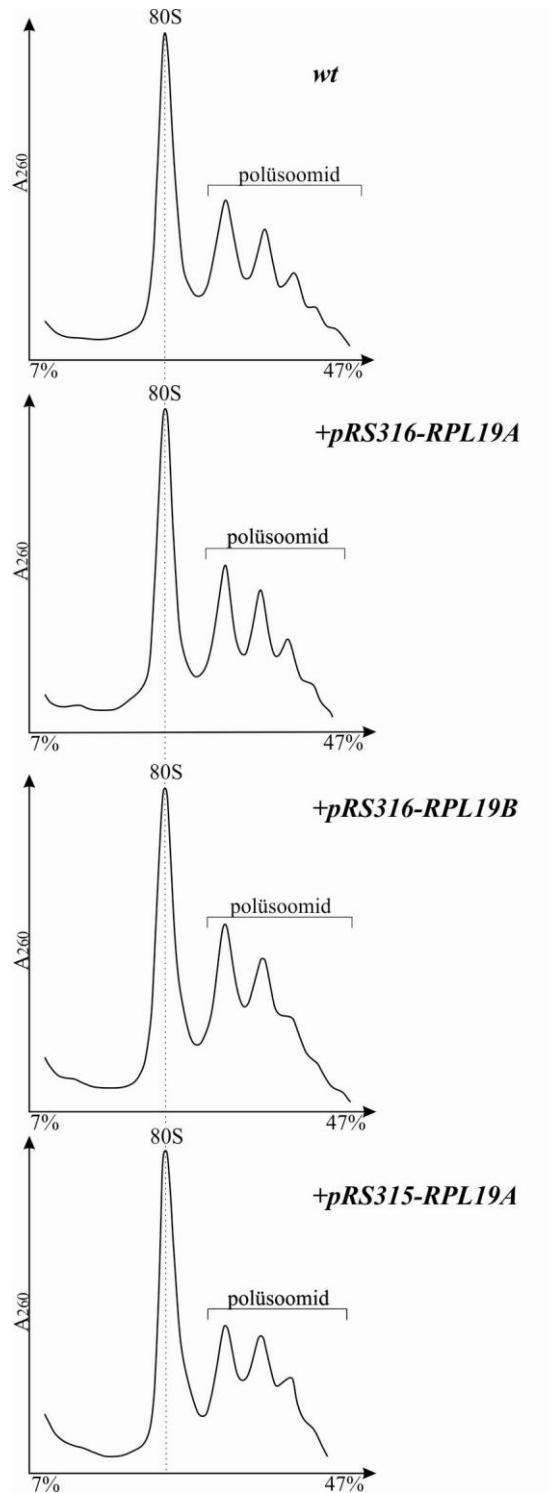 80S
wt
polüsoomid
A260
7% 47%
80S
+pRS316-RPL19A
polüsoomid
A260
7% 47%
80S
+pRS316-RPL19B
polüsoomid
A260
7% 47%
80S
+pRS315-RPL19A
polüsoomid
A260
7% 47%